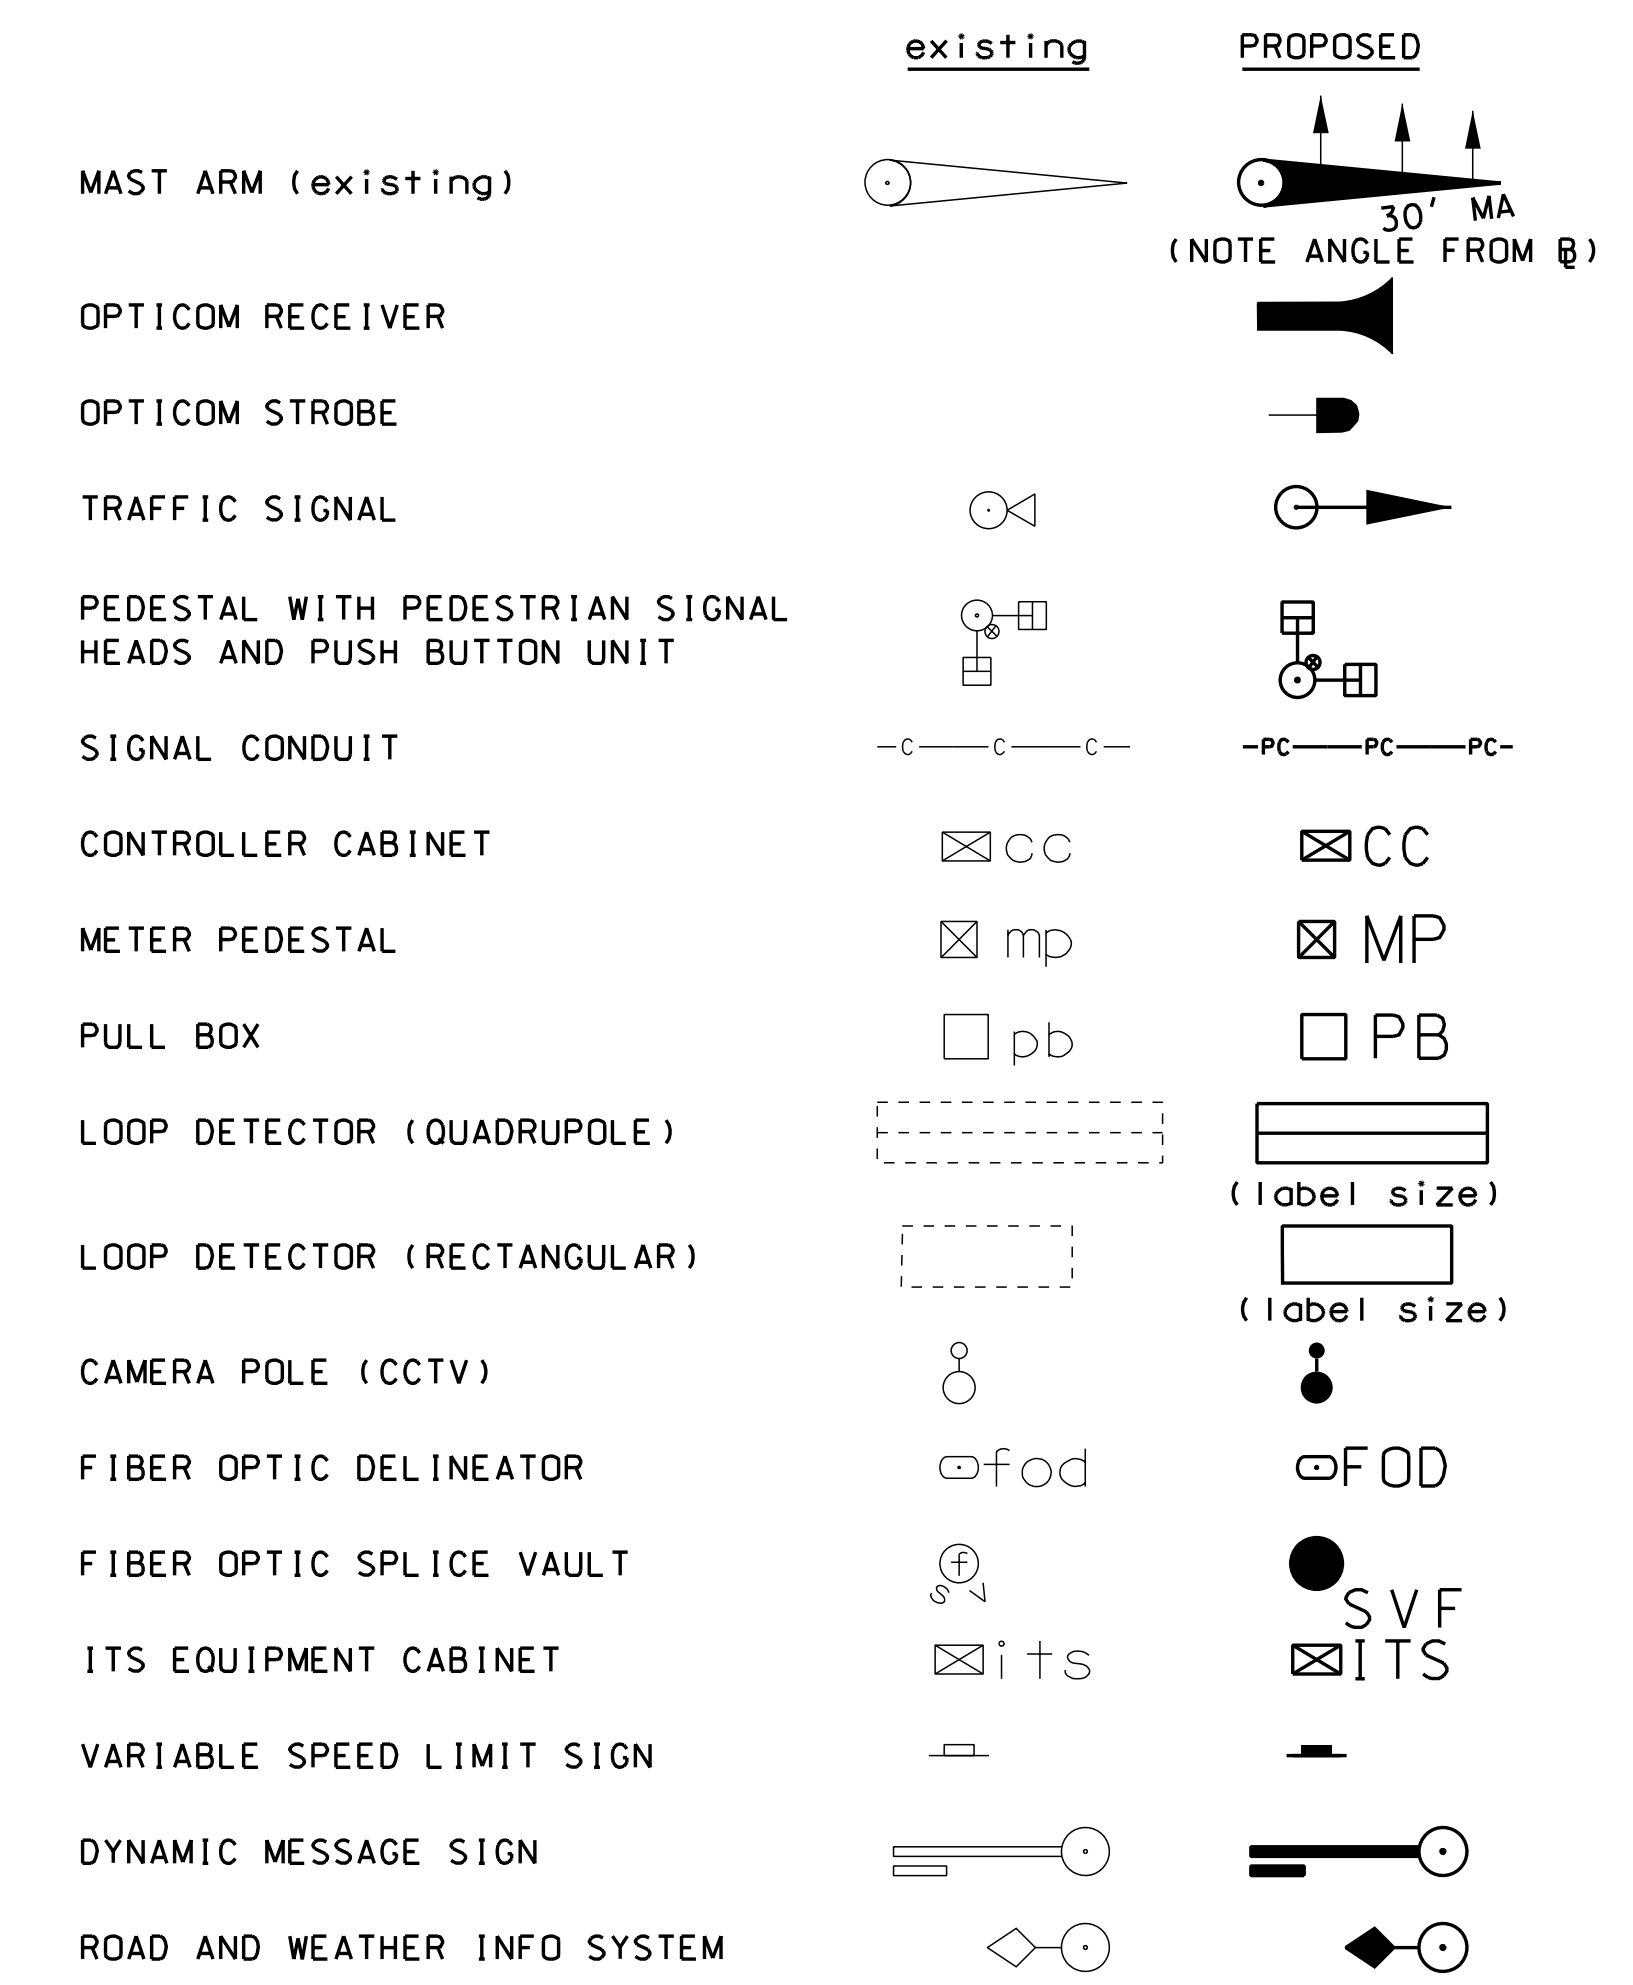 existing PROPOSED
MAST ARM (existing)
30' MA
(NOTE ANGLE FROM ℄)
OPTICOM RECEIVER
OPTICOM STROBE
TRAFFIC SIGNAL
PEDESTAL WITH PEDESTRIAN SIGNAL
HEADS AND PUSH BUTTON UNIT
SIGNAL CONDUIT C C C PC PC PC
CONTROLLER CABINET cc CC
METER PEDESTAL mp MP
PULL BOX pb PB
LOOP DETECTOR (QUADRUPOLE)
(label size)
LOOP DETECTOR (RECTANGULAR)
(label size)
CAMERA POLE (CCTV)
FIBER OPTIC DELINEATOR fod FOD
FIBER OPTIC SPLICE VAULT f
s v
SVF
ITS EQUIPMENT CABINET its ITS
VARIABLE SPEED LIMIT SIGN
DYNAMIC MESSAGE SIGN
ROAD AND WEATHER INFO SYSTEM